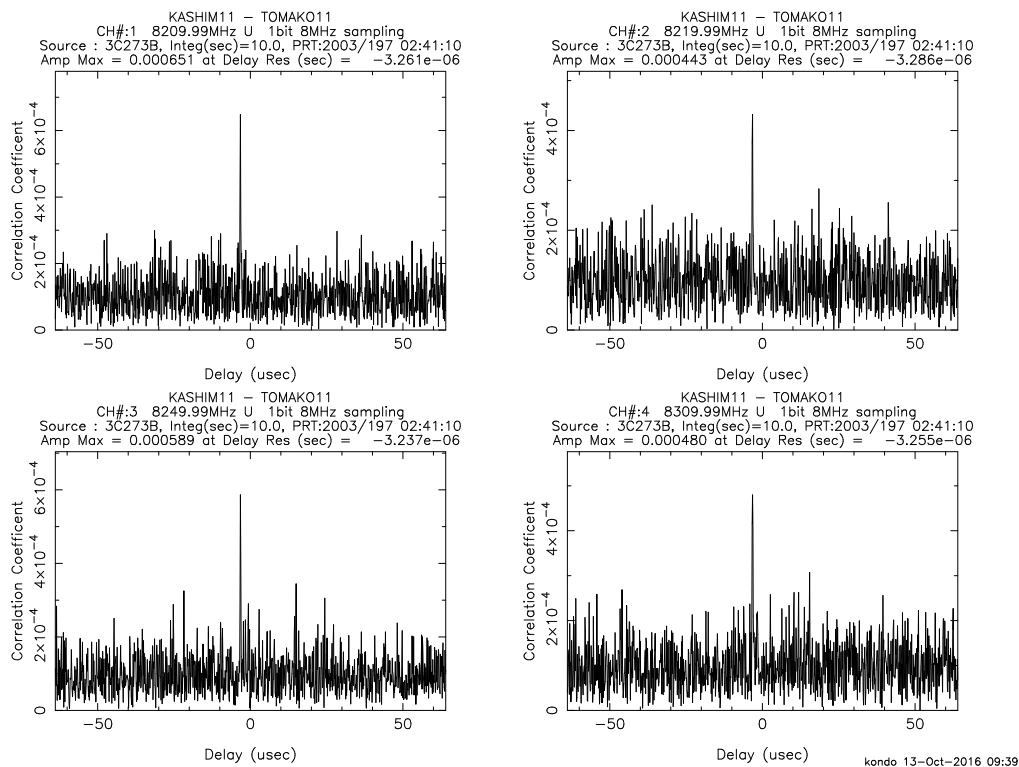 KASHIM11 − TOMAKO11
CH#:1 8209.99MHz U 1bit 8MHz sampling
Source : 3C273B, Integ(sec)=10.0, PRT:2003/197 02:41:10
Amp Max = 0.000651 at Delay Res (sec) = −3.261e−06
Correlation Coefficent
0 2×10⁻⁴ 4×10⁻⁴ 6×10⁻⁴
−50 0 50
Delay (usec)
KASHIM11 − TOMAKO11
CH#:2 8219.99MHz U 1bit 8MHz sampling
Source : 3C273B, Integ(sec)=10.0, PRT:2003/197 02:41:10
Amp Max = 0.000443 at Delay Res (sec) = −3.286e−06
Correlation Coefficent
0 2×10⁻⁴ 4×10⁻⁴
−50 0 50
Delay (usec)
KASHIM11 − TOMAKO11
CH#:3 8249.99MHz U 1bit 8MHz sampling
Source : 3C273B, Integ(sec)=10.0, PRT:2003/197 02:41:10
Amp Max = 0.000589 at Delay Res (sec) = −3.237e−06
Correlation Coefficent
0 2×10⁻⁴ 4×10⁻⁴ 6×10⁻⁴
−50 0 50
Delay (usec)
KASHIM11 − TOMAKO11
CH#:4 8309.99MHz U 1bit 8MHz sampling
Source : 3C273B, Integ(sec)=10.0, PRT:2003/197 02:41:10
Amp Max = 0.000480 at Delay Res (sec) = −3.255e−06
Correlation Coefficent
0 2×10⁻⁴ 4×10⁻⁴
−50 0 50
Delay (usec)
kondo 13−Oct−2016 09:39